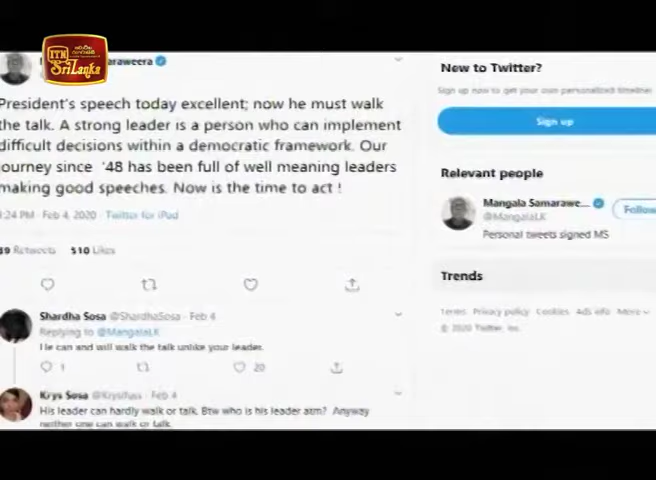 ITN
Sri Lanka
araweera
President's speech today excellent; now he must walk
the talk. A strong leader is a person who can implement
difficult decisions within a democratic framework. Our
journey since '48 has been full of well meaning leaders
making good speeches. Now is the time to act !
:24 PM · Feb 4, 2020 · Twitter for iPad
39 Retweets 510 Likes
Shardha Sosa @ShardhaSosa · Feb 4
Replying to @MangalaLK
He can and will walk the talk unlike your leader.
1 20
Krys Sosa · Feb 4
His leader can hardly walk or talk. Btw who is his leader atm? Anyway
neither one can walk or talk.
New to Twitter?
Sign up now to get your own personalized timeline
Sign up
Relevant people
Mangala Samarawe...
@MangalaLK
Follow
Personal tweets signed MS
Trends
Terms Privacy policy Cookies Ads info More
© 2020 Twitter, Inc.